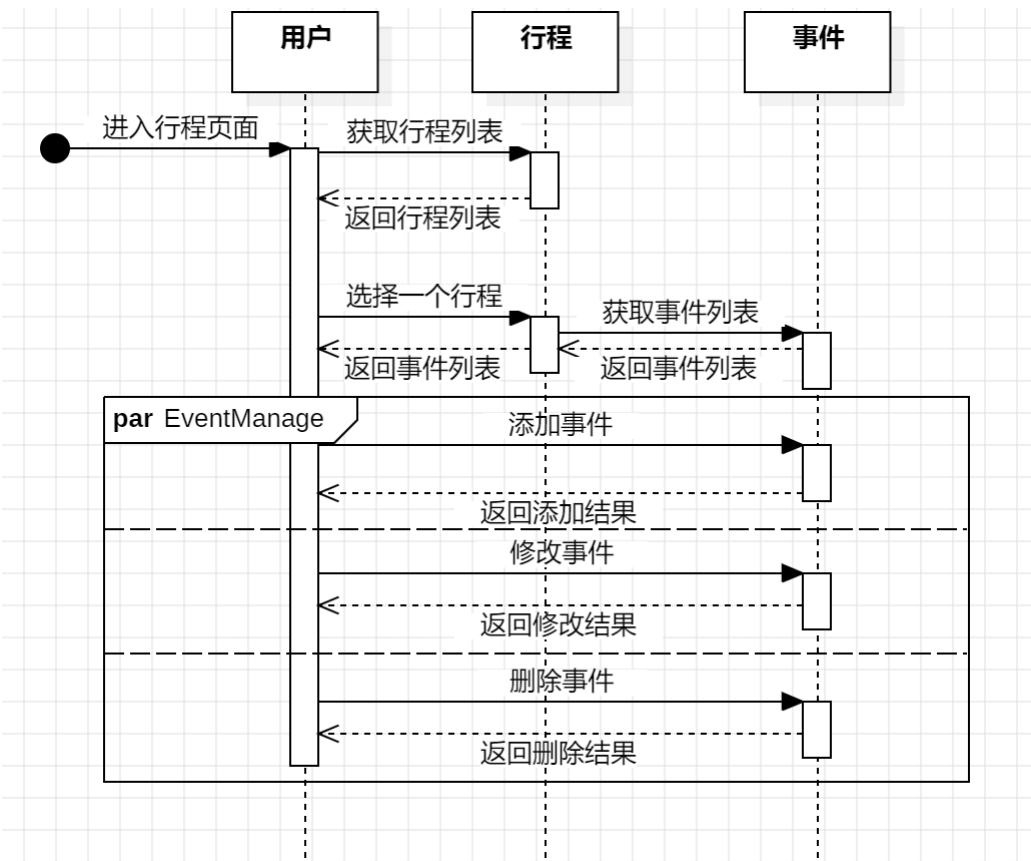 用户
行程
事件
进入行程页面
获取行程列表
返回行程列表
选择一个行程
获取事件列表
返回事件列表
返回事件列表
par EventManage
添加事件
返回添加结果
修改事件
返回修改结果
删除事件
返回删除结果